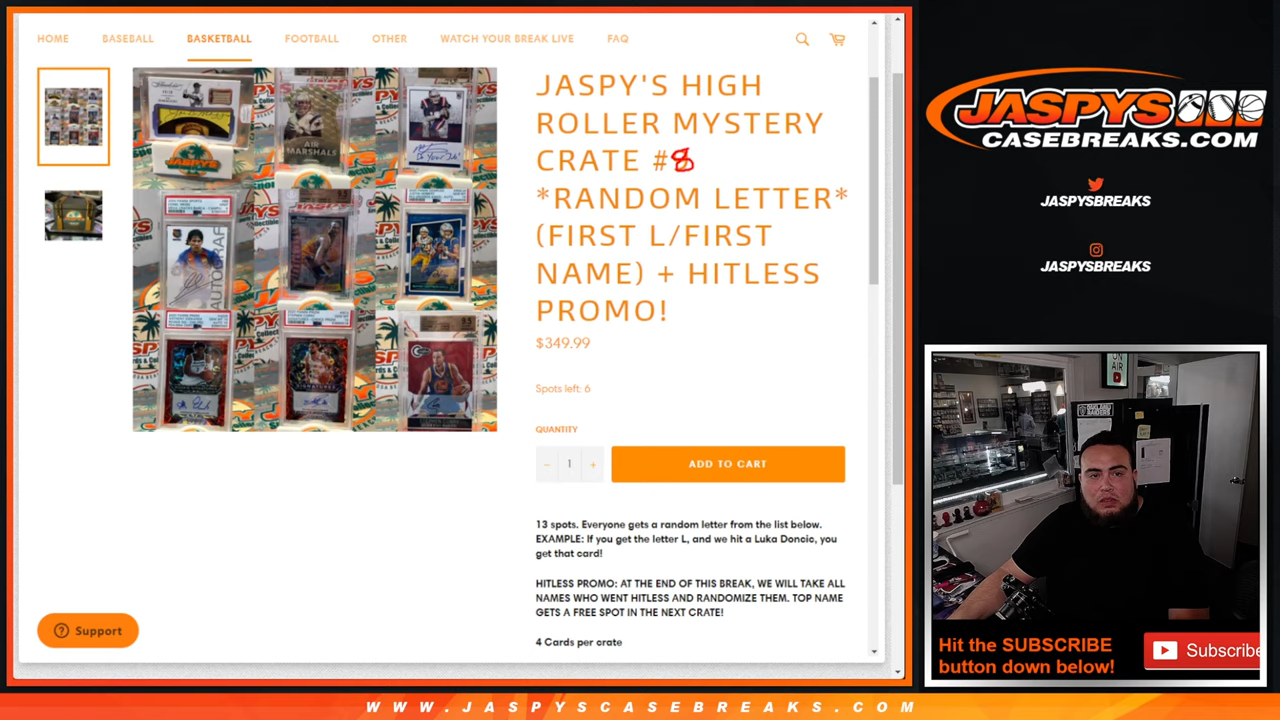 HOME BASEBALL BASKETBALL FOOTBALL OTHER WATCH YOUR BREAK LIVE FAQ
JASPY'S HIGH
ROLLER MYSTERY
CRATE #8
*RANDOM LETTER*
(FIRST L/FIRST
NAME) + HITLESS
PROMO!
$349.99
Spots left: 6
QUANTITY
− 1 +
ADD TO CART
13 spots. Everyone gets a random letter from the list below.
EXAMPLE: If you get the letter L, and we hit a Luka Doncic, you
get that card!
HITLESS PROMO: AT THE END OF THIS BREAK, WE WILL TAKE ALL
NAMES WHO WENT HITLESS AND RANDOMIZE THEM. TOP NAME
GETS A FREE SPOT IN THE NEXT CRATE!
4 Cards per crate
Support
AIR
MARSHALS
JASPYS
CASEBREAKS.COM
JASPYSBREAKS
JASPYSBREAKS
ON
AIR
Hit the SUBSCRIBE
button down below!
Subscribe
WWW.JASPYSCASEBREAKS.COM